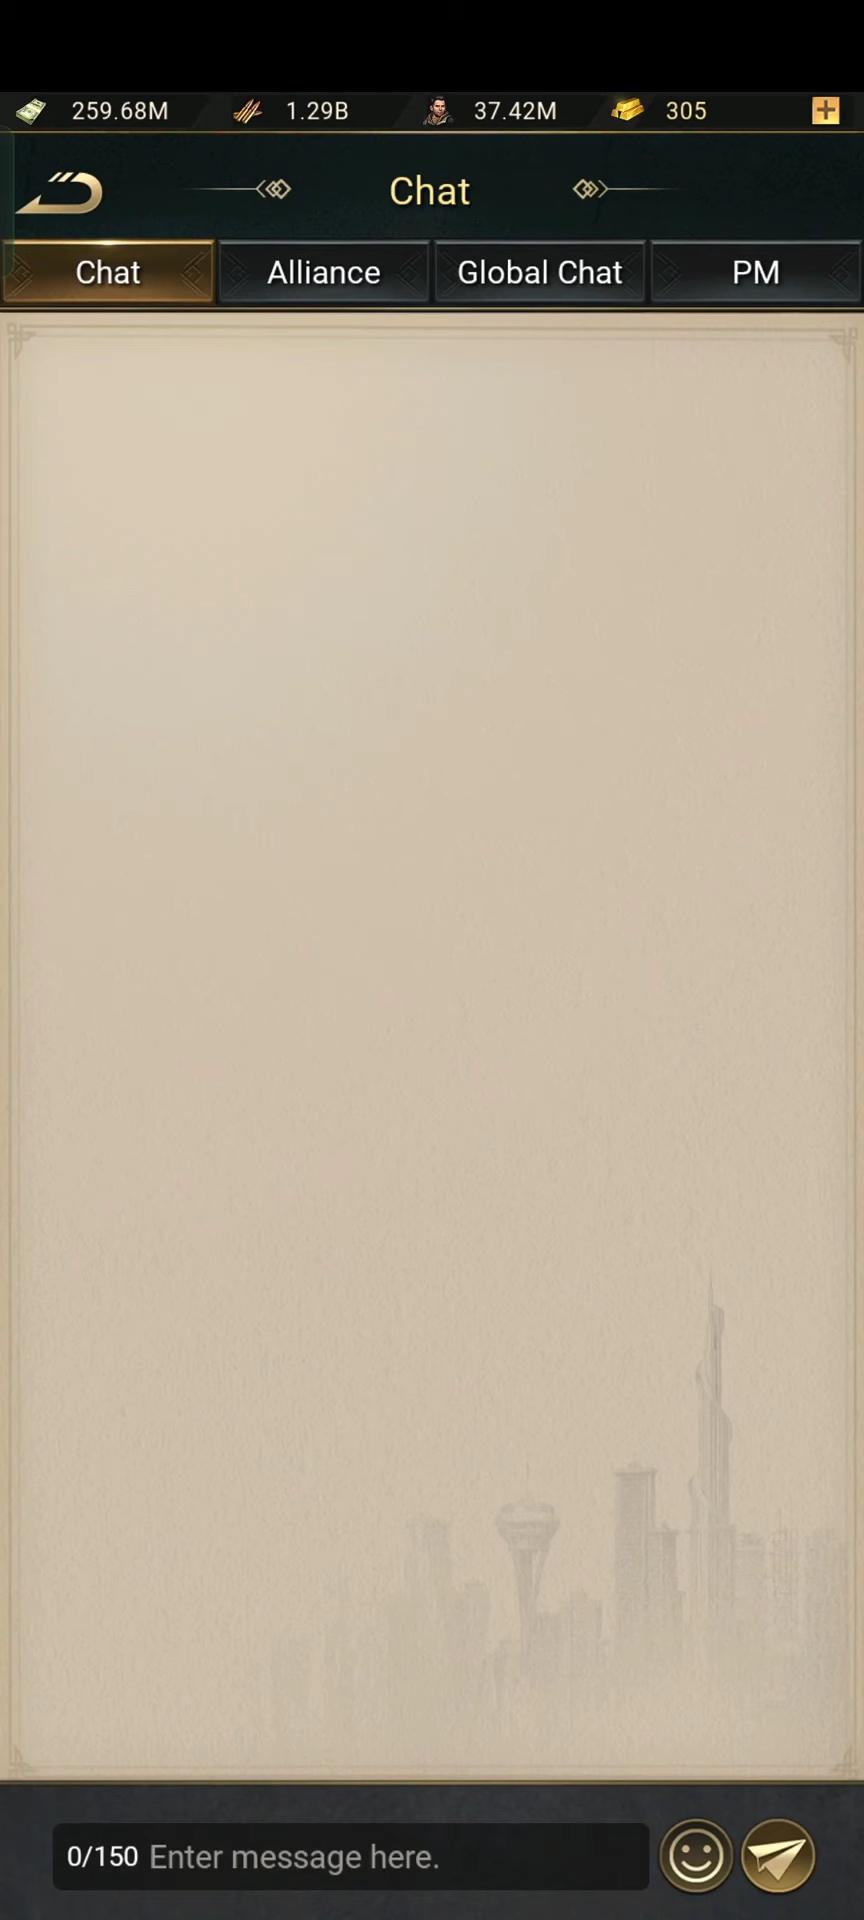 259.68M 1.29B 37.42M 305
Chat
Chat Alliance Global Chat PM
0/150 Enter message here.